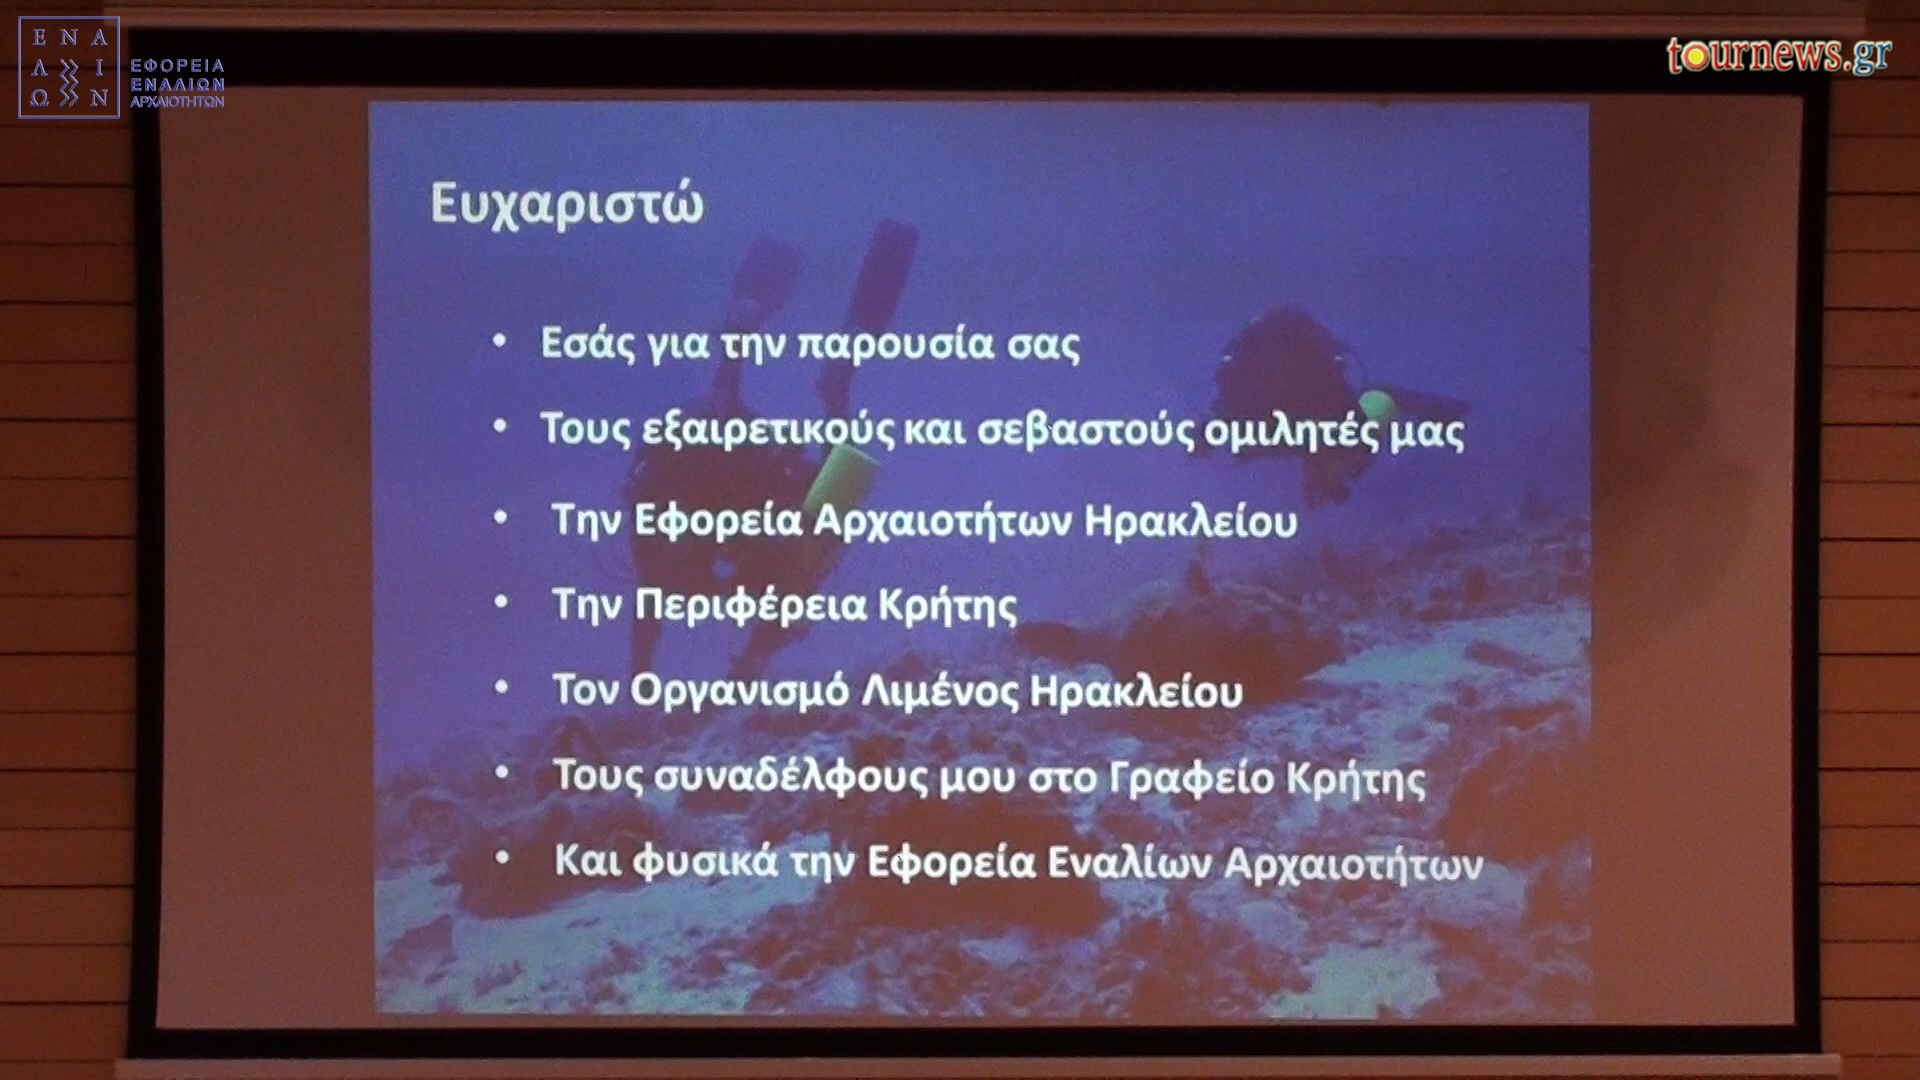 ΕΝΑ
ΛΙ
ΩΝ
ΕΦΟΡΕΙΑ
ΕΝΑΛΙΩΝ
ΑΡΧΑΙΟΤΗΤΩΝ
tournews.gr
Ευχαριστώ
• Εσάς για την παρουσία σας
• Τους εξαιρετικούς και σεβαστούς ομιλητές μας
• Την Εφορεία Αρχαιοτήτων Ηρακλείου
• Την Περιφέρεια Κρήτης
• Τον Οργανισμό Λιμένος Ηρακλείου
• Τους συναδέλφους μου στο Γραφείο Κρήτης
• Και φυσικά την Εφορεία Εναλίων Αρχαιοτήτων